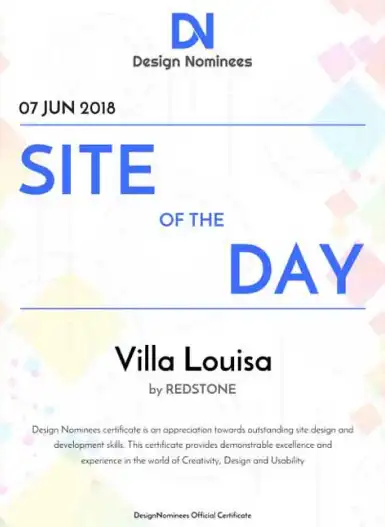 DN
Design Nominees
07 JUN 2018
SITE
OF THE
DAY
Villa Louisa
by REDSTONE
Design Nominees certificate is an appreciation towards outstanding site design and
development skills. This certificate provides demonstrable excellence and
experience in the world of Creativity, Design and Usability
DesignNominees Official Certificate